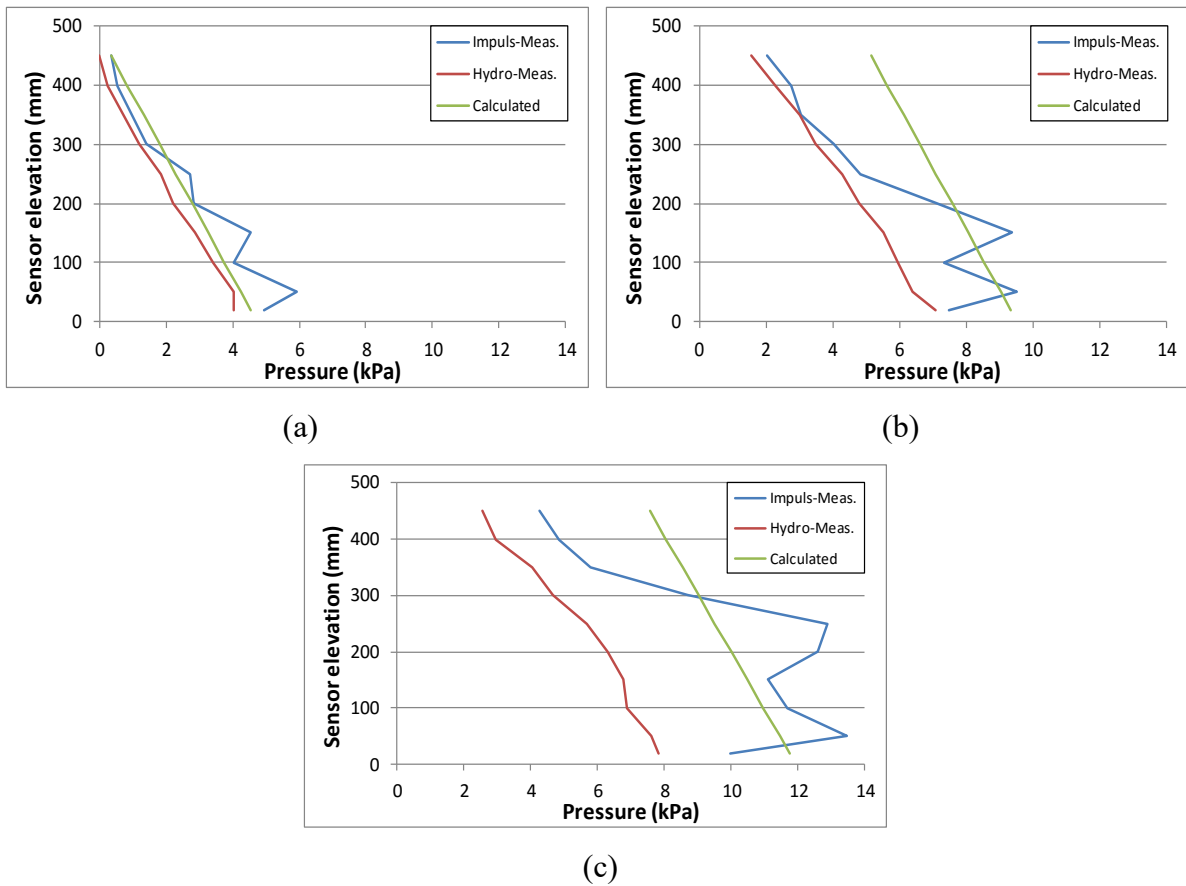 500
400
300
200
100
0
Sensor elevation (mm)
0 2 4 6 8 10 12 14
Pressure (kPa)
Impuls-Meas.
Hydro-Meas.
Calculated
(a)
500
400
300
200
100
0
Sensor elevation (mm)
0 2 4 6 8 10 12 14
Pressure (kPa)
Impuls-Meas.
Hydro-Meas.
Calculated
(b)
500
400
300
200
100
0
Sensor elevation (mm)
0 2 4 6 8 10 12 14
Pressure (kPa)
Impuls-Meas.
Hydro-Meas.
Calculated
(c)